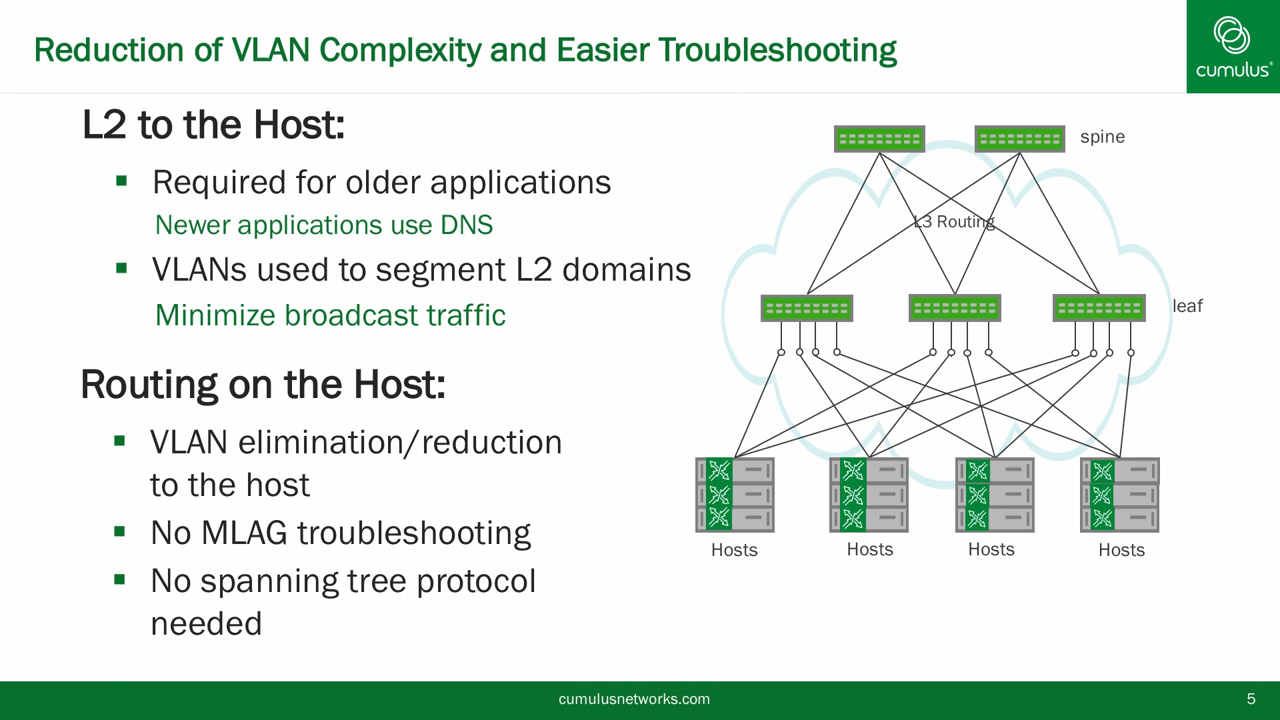 Reduction of VLAN Complexity and Easier Troubleshooting
cumulus®
L2 to the Host:
Required for older applications
Newer applications use DNS
VLANs used to segment L2 domains
Minimize broadcast traffic
Routing on the Host:
VLAN elimination/reduction
to the host
No MLAG troubleshooting
No spanning tree protocol
needed
spine
L3 Routing
leaf
Hosts
Hosts
Hosts
Hosts
cumulusnetworks.com
5